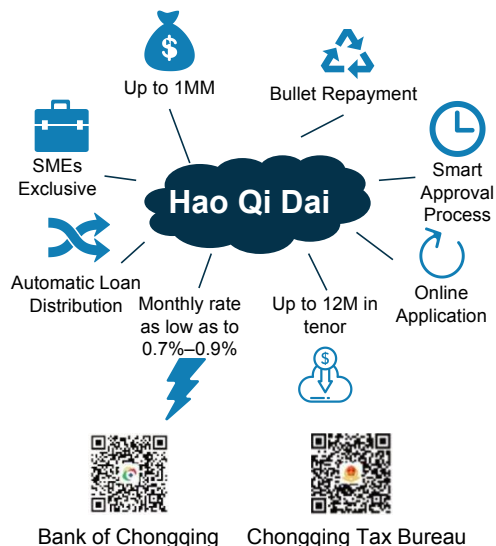 $
Up to 1MM
Bullet Repayment
SMEs
Exclusive
Hao Qi Dai
Smart
Approval
Process
Automatic Loan
Distribution
Monthly rate
as low as to
0.7%–0.9%
Up to 12M in
tenor
$
Online
Application
Bank of Chongqing
Chongqing Tax Bureau